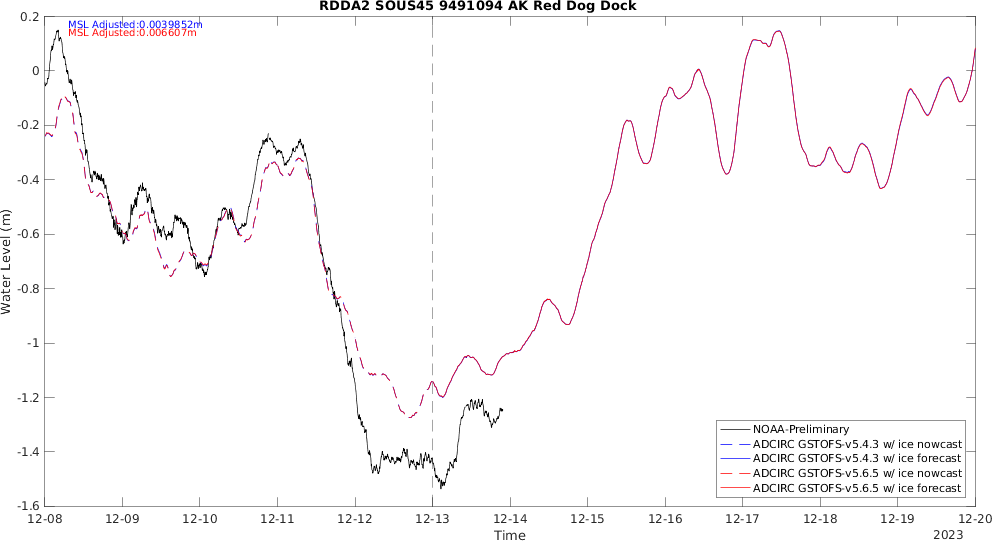 RDDA2 SOUS45 9491094 AK Red Dog Dock
MSL Adjusted:0.0039852m
MSL Adjusted:0.006607m
0.2
0
-0.2
-0.4
-0.6
-0.8
-1
-1.2
-1.4
-1.6
Water Level (m)
NOAA-Preliminary
ADCIRC GSTOFS-v5.4.3 w/ ice nowcast
ADCIRC GSTOFS-v5.4.3 w/ ice forecast
ADCIRC GSTOFS-v5.6.5 w/ ice nowcast
ADCIRC GSTOFS-v5.6.5 w/ ice forecast
12-08 12-09 12-10 12-11 12-12 12-13 12-14 12-15 12-16 12-17 12-18 12-19 12-20
Time
2023